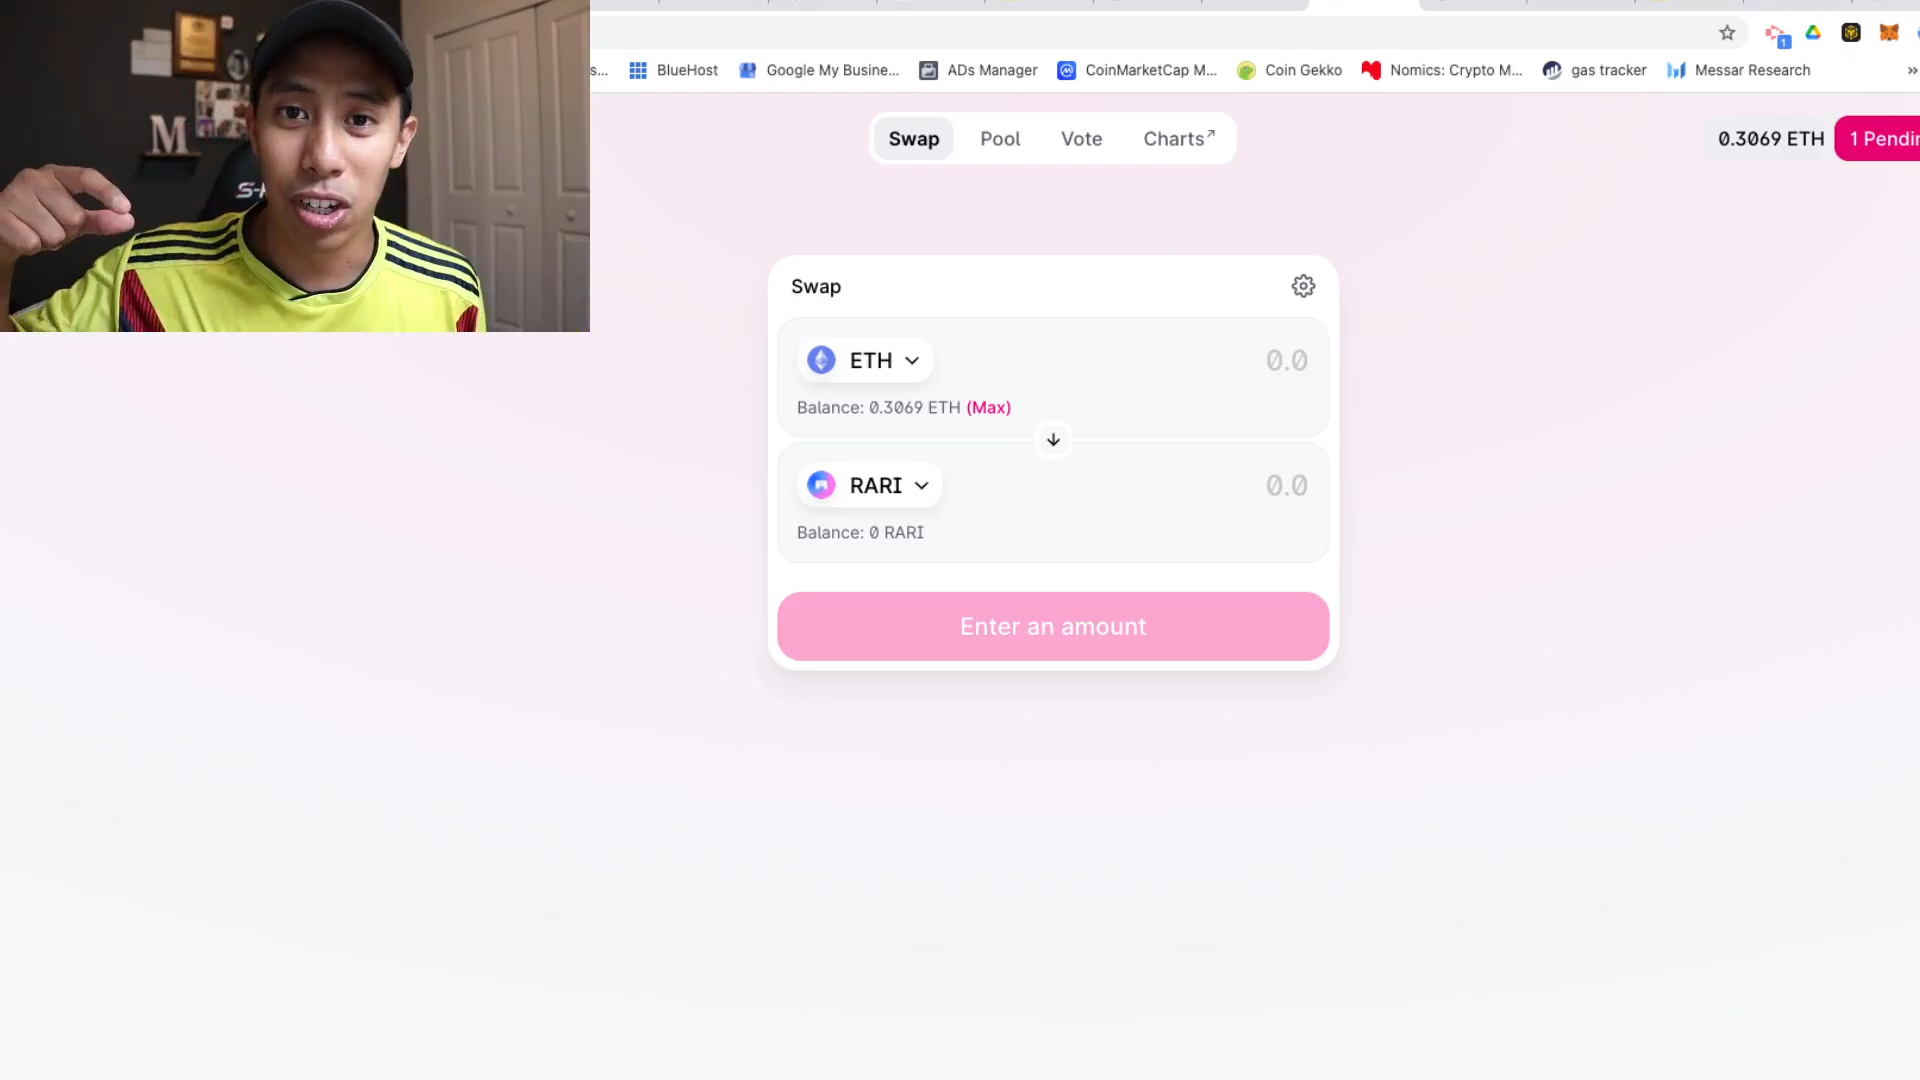 s... BlueHost Google My Busine... ADs Manager CoinMarketCap M... Coin Gekko Nomics: Crypto M... gas tracker Messar Research »
1
Swap Pool Vote Charts↗ 0.3069 ETH 1 Pendin
M
S-
Swap
ETH 0.0
Balance: 0.3069 ETH (Max)
RARI 0.0
Balance: 0 RARI
Enter an amount